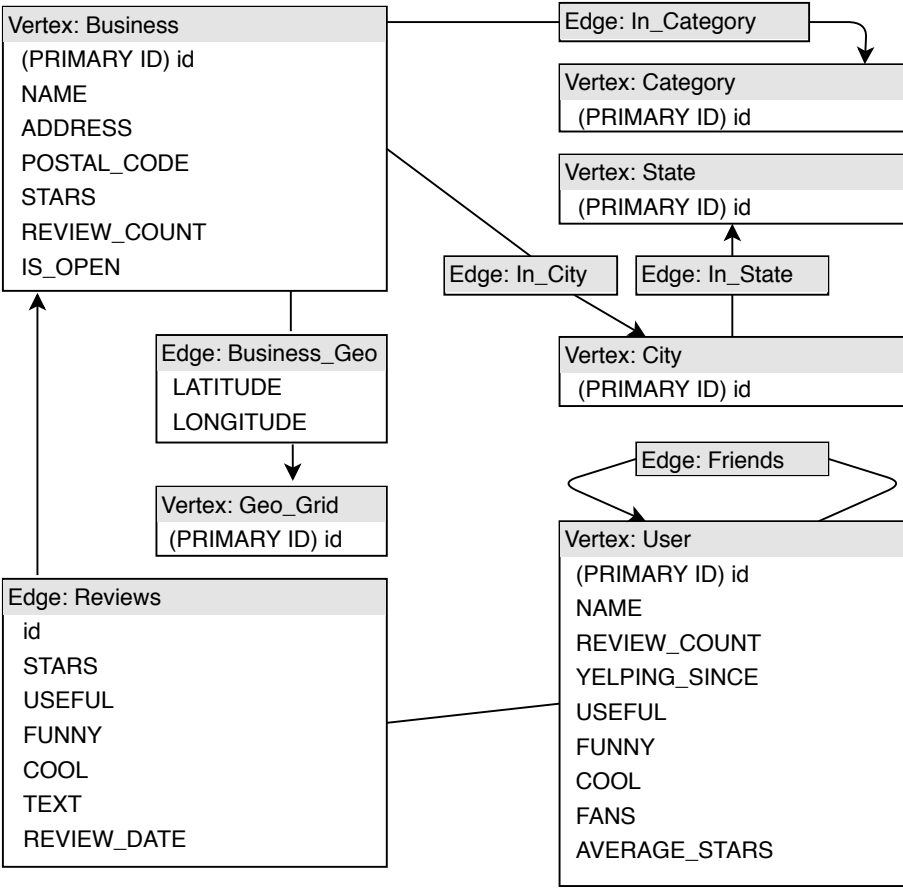 Vertex: Business
(PRIMARY ID) id
NAME
ADDRESS
POSTAL_CODE
STARS
REVIEW_COUNT
IS_OPEN
Edge: In_Category
Vertex: Category
(PRIMARY ID) id
Vertex: State
(PRIMARY ID) id
Edge: In_City
Edge: In_State
Vertex: City
(PRIMARY ID) id
Edge: Business_Geo
LATITUDE
LONGITUDE
Vertex: Geo_Grid
(PRIMARY ID) id
Edge: Friends
Vertex: User
(PRIMARY ID) id
NAME
REVIEW_COUNT
YELPING_SINCE
USEFUL
FUNNY
COOL
FANS
AVERAGE_STARS
Edge: Reviews
id
STARS
USEFUL
FUNNY
COOL
TEXT
REVIEW_DATE